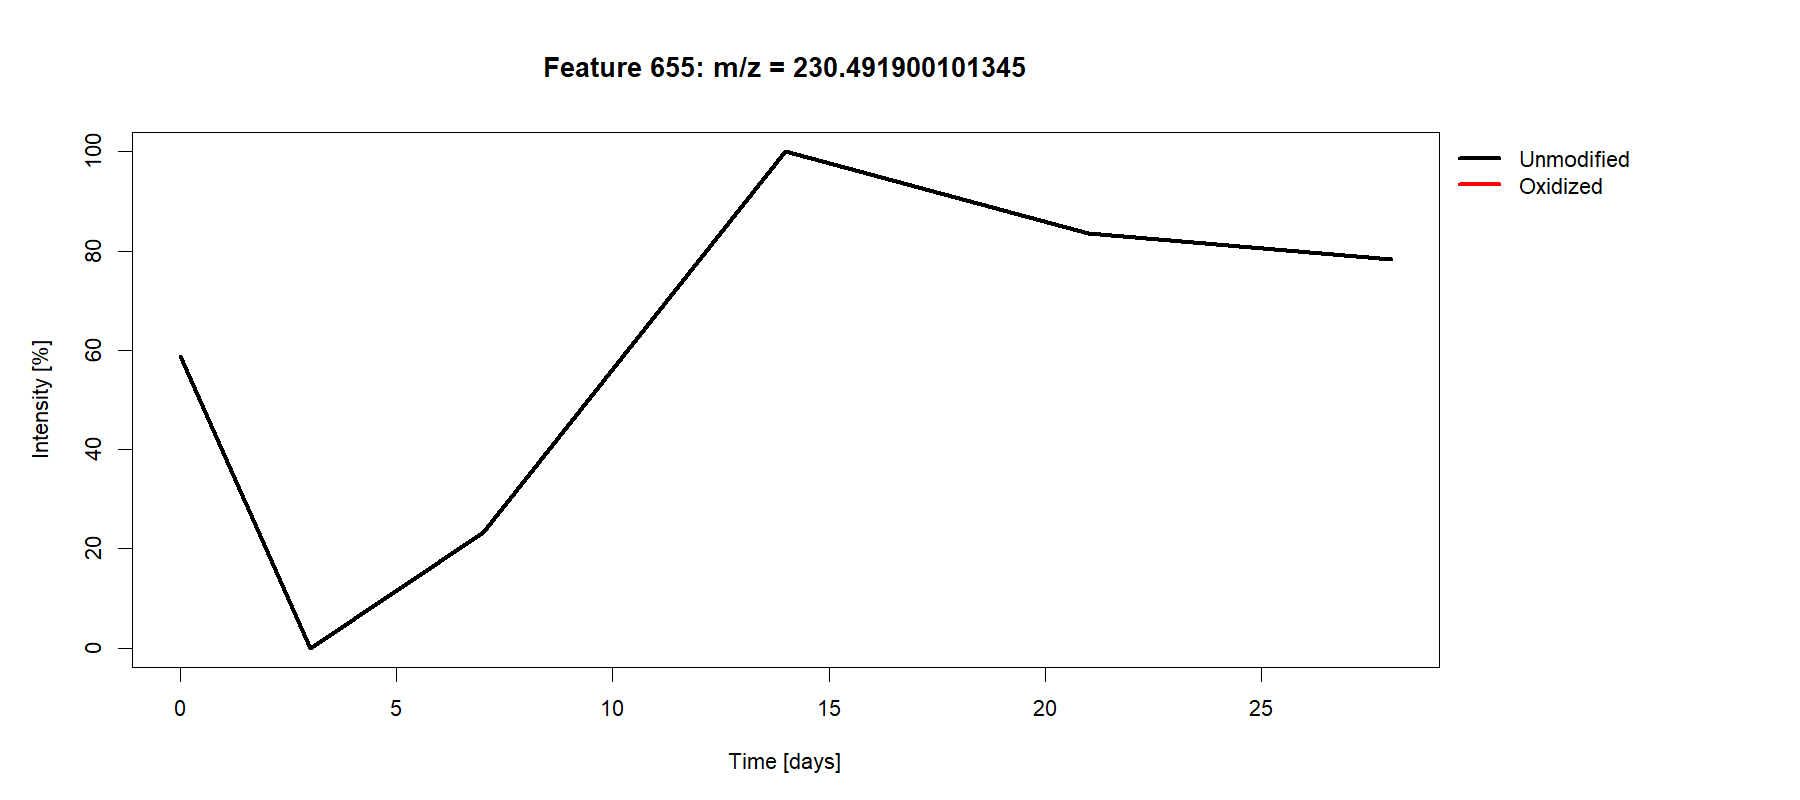 Feature 655: m/z = 230.491900101345
Unmodified
Oxidized
Intensity [%]
100
80
60
40
20
0
0 5 10 15 20 25
Time [days]